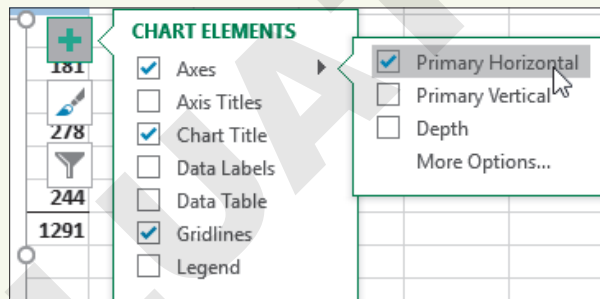 CHART ELEMENTS
Axes
Axis Titles
Chart Title
Data Labels
Data Table
Gridlines
Legend
Primary Horizontal
Primary Vertical
Depth
More Options...
181
278
244
1291